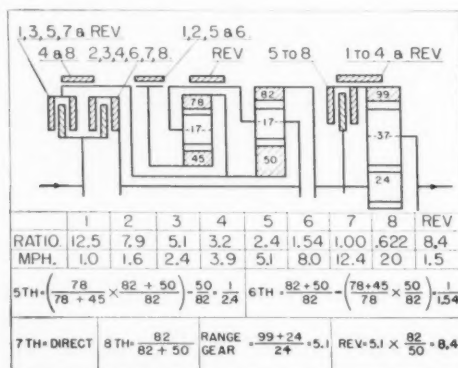 1,3,5,7 & REV
1,2,5 & 6
4 & 8
2,3,4,6,7,8
REV
5 TO 8
1 TO 4 & REV
78
82
99
17
17
37
45
50
24
1 2 3 4 5 6 7 8 REV
RATIO 12.5 7.9 5.1 3.2 2.4 1.54 1.00 .622 8.4
MPH. 1.0 1.6 2.4 3.9 5.1 8.0 12.4 20 1.5
5TH=(78/78+45 × 82+50/82)=50/82=1/2.4
6TH=82+50/82=(78+45/78×50/82)=1/1.54
7TH=DIRECT
8TH=82/82+50
RANGE GEAR =99+24/24=5.1
REV=5.1×82/50=8.4